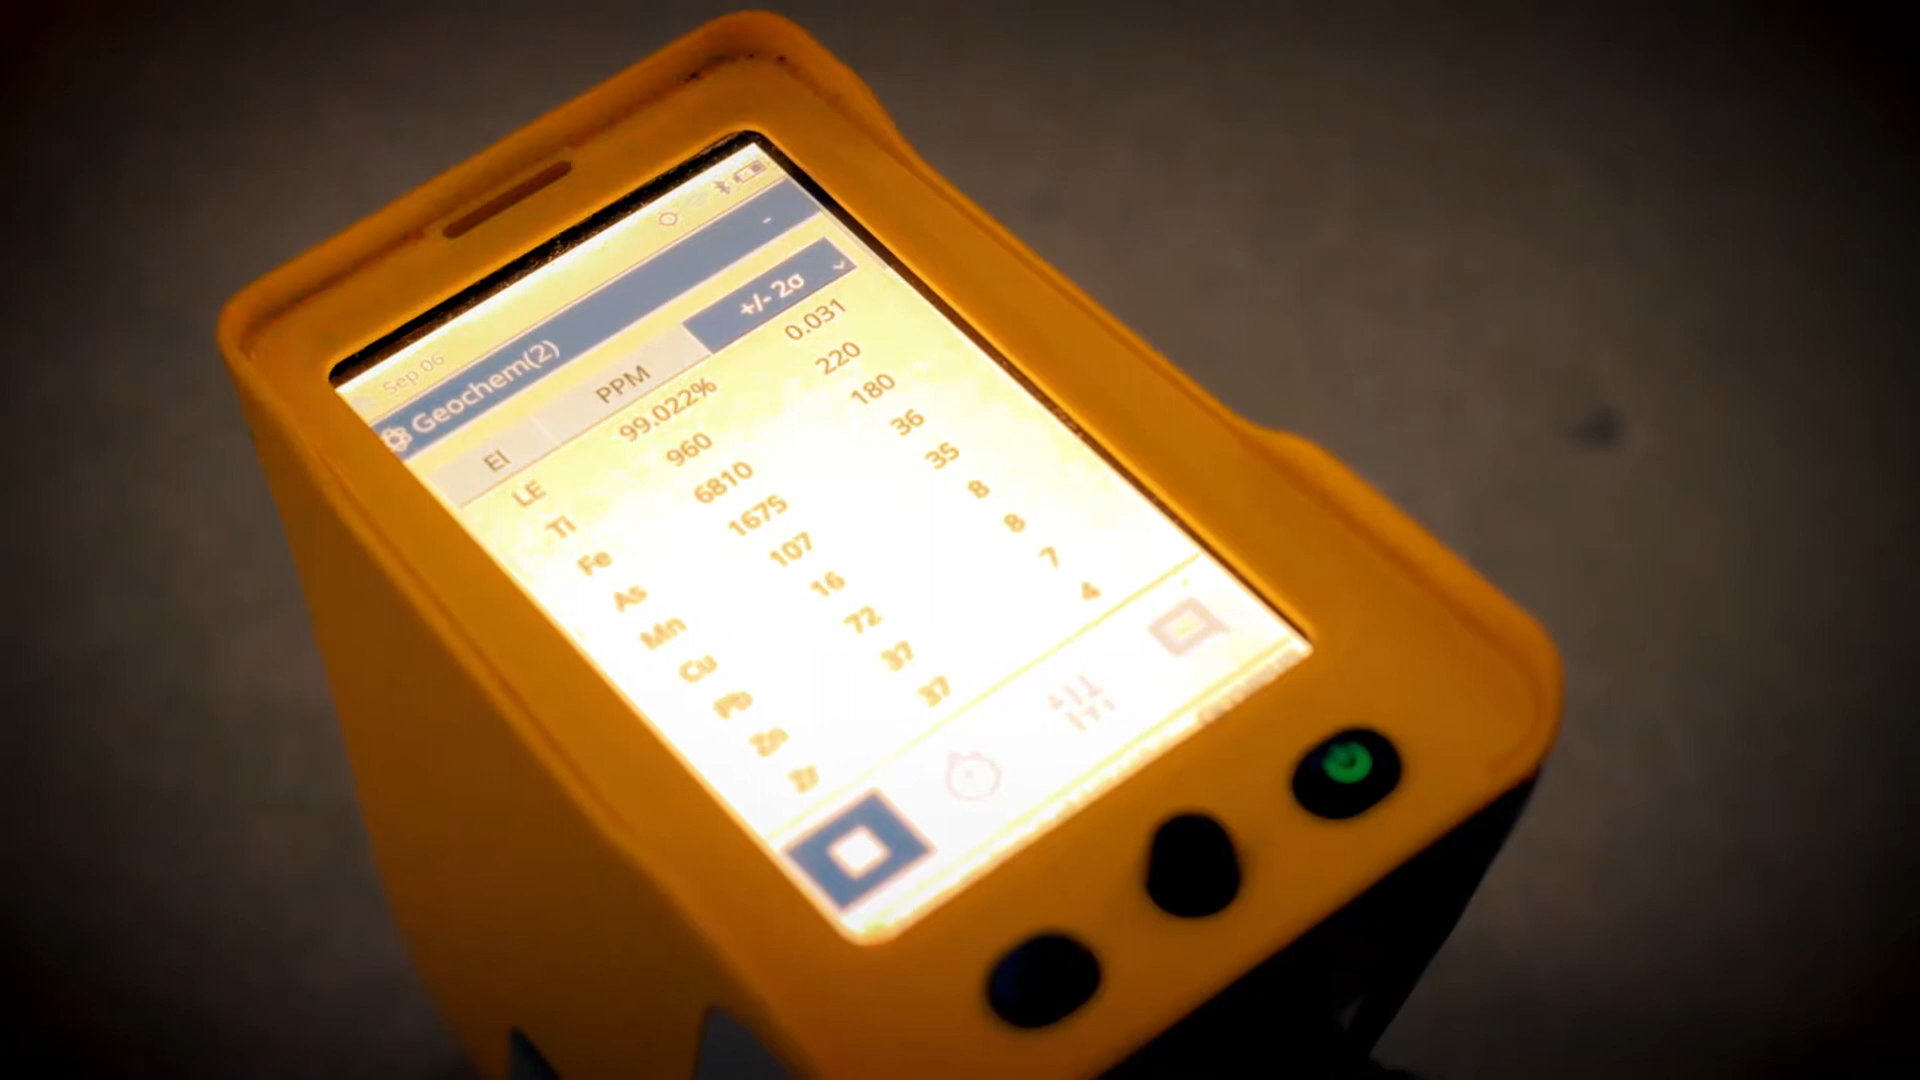 Sep 06
Geochem(2) -
El PPM +/- 2σ
LE 99.022% 0.031
Ti 960 220
Fe 6810 180
As 1675 36
Mn 107 35
Cu 16 8
Pb 72 8
Zn 37 7
Zr 37 4